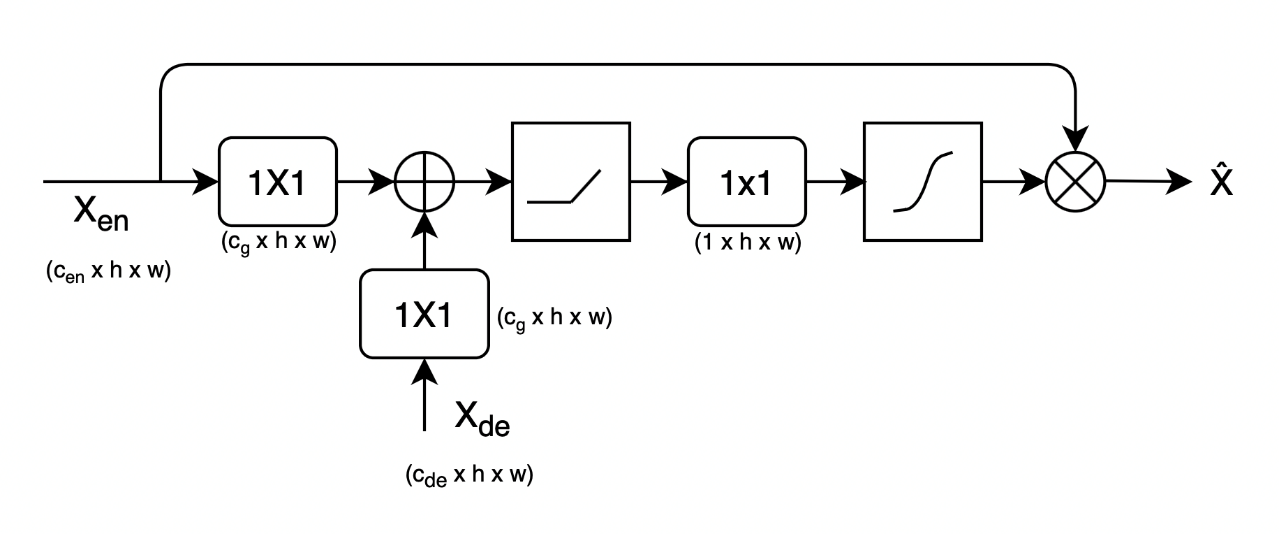 1X1
1x1
X̂
Xen
(cg x h x w)
(1 x h x w)
(cen x h x w)
1X1
(cg x h x w)
Xde
(cde x h x w)